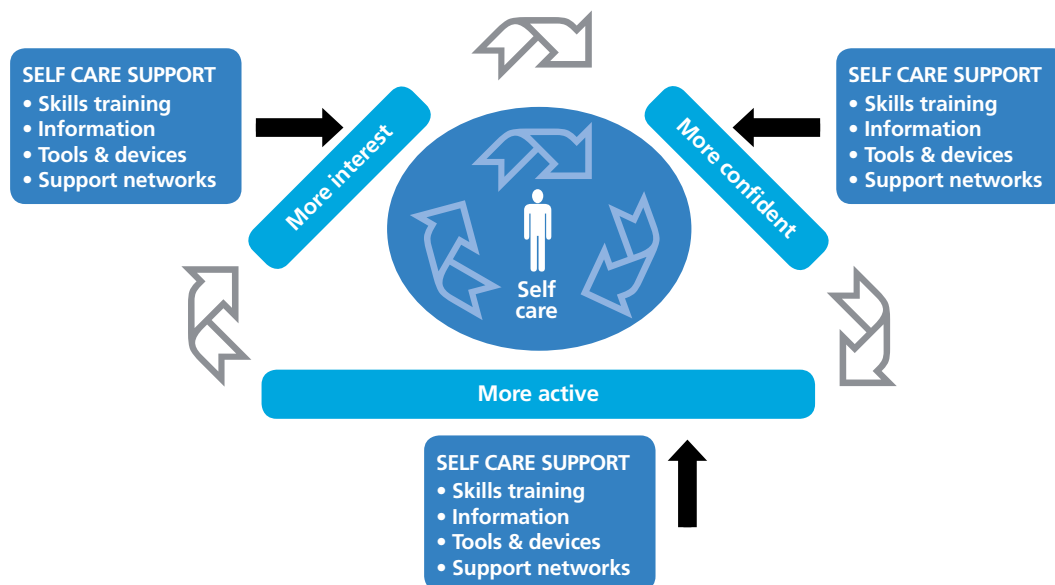 SELF CARE SUPPORT
• Skills training
• Information
• Tools & devices
• Support networks
More interest
Self
care
More confident
SELF CARE SUPPORT
• Skills training
• Information
• Tools & devices
• Support networks
More active
SELF CARE SUPPORT
• Skills training
• Information
• Tools & devices
• Support networks